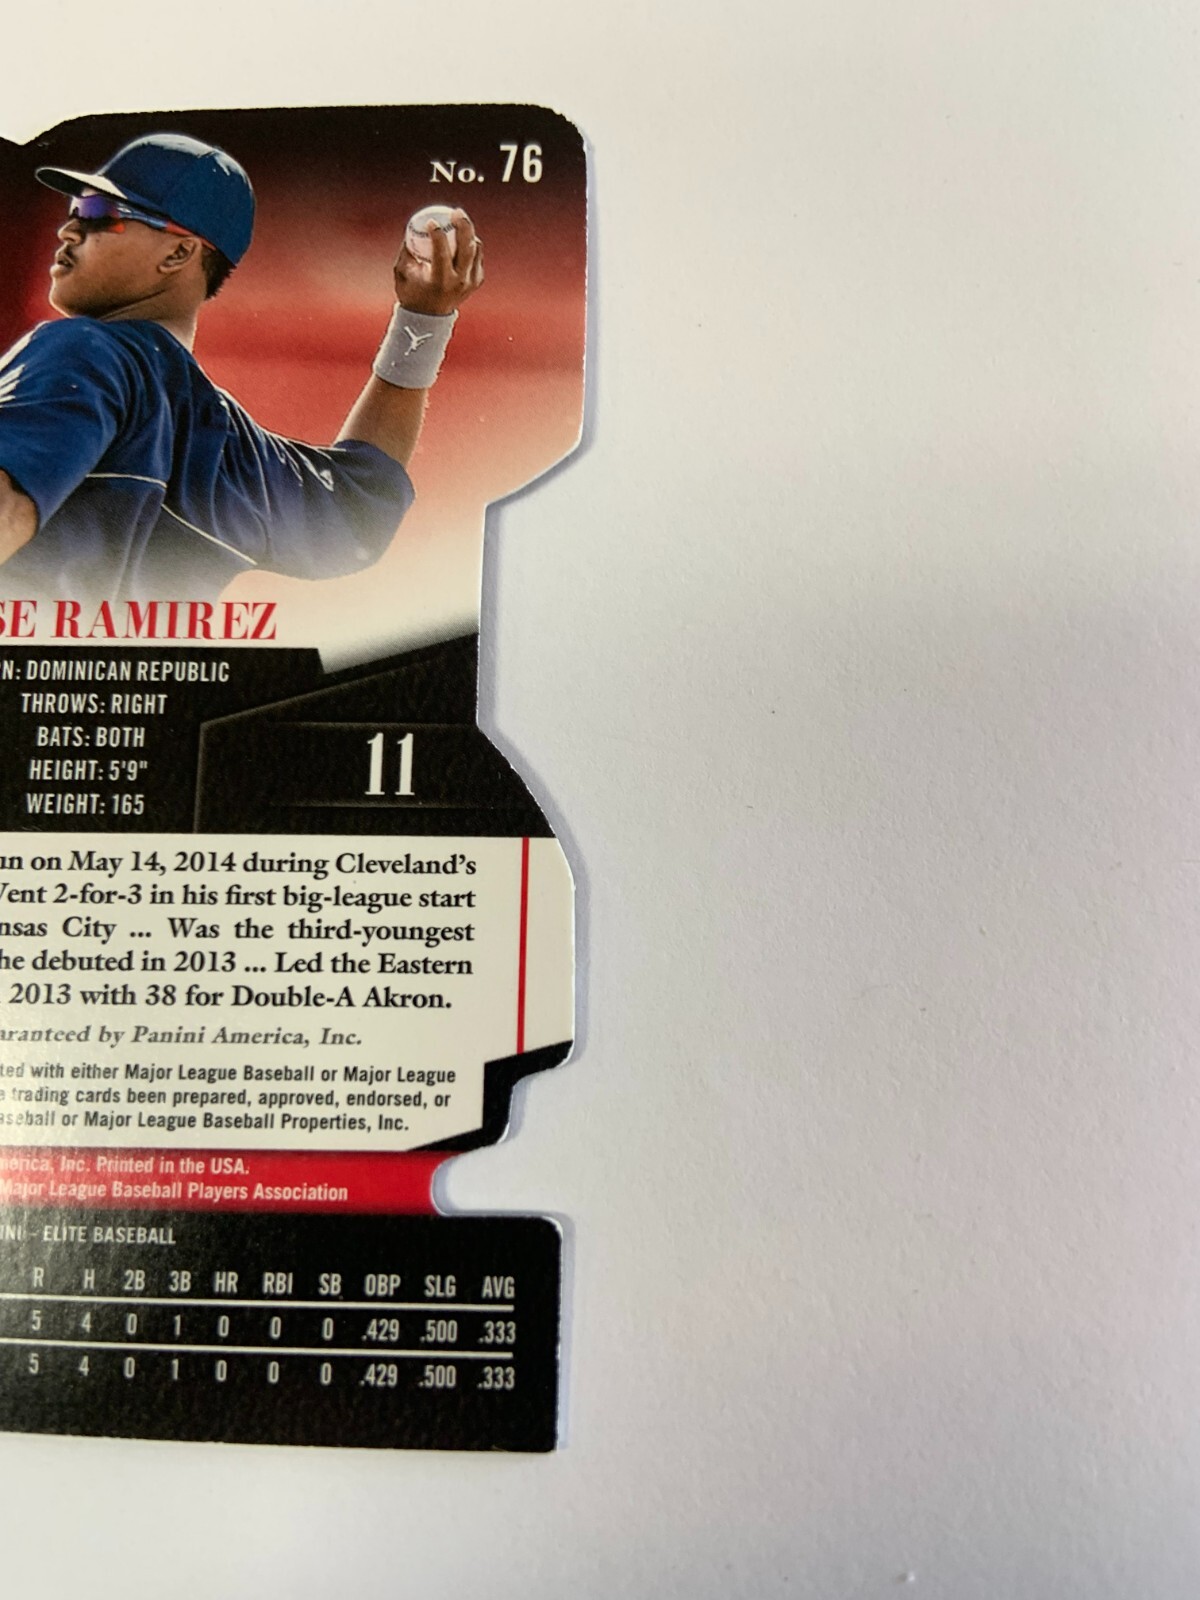 No. 76
SE RAMIREZ
N: DOMINICAN REPUBLIC
THROWS: RIGHT
BATS: BOTH
HEIGHT: 5'9"
WEIGHT: 165
11
un on May 14, 2014 during Cleveland's
Went 2-for-3 in his first big-league start
nsas City ... Was the third-youngest
he debuted in 2013 ... Led the Eastern
2013 with 38 for Double-A Akron.
aranteed by Panini America, Inc.
ted with either Major League Baseball or Major League
e trading cards been prepared, approved, endorsed, or
aseball or Major League Baseball Properties, Inc.
merica, Inc. Printed in the USA.
Major League Baseball Players Association
INI - ELITE BASEBALL
R H 2B 3B HR RBI SB OBP SLG AVG
5 4 0 1 0 0 0 .429 .500 .333
5 4 0 1 0 0 0 .429 .500 .333